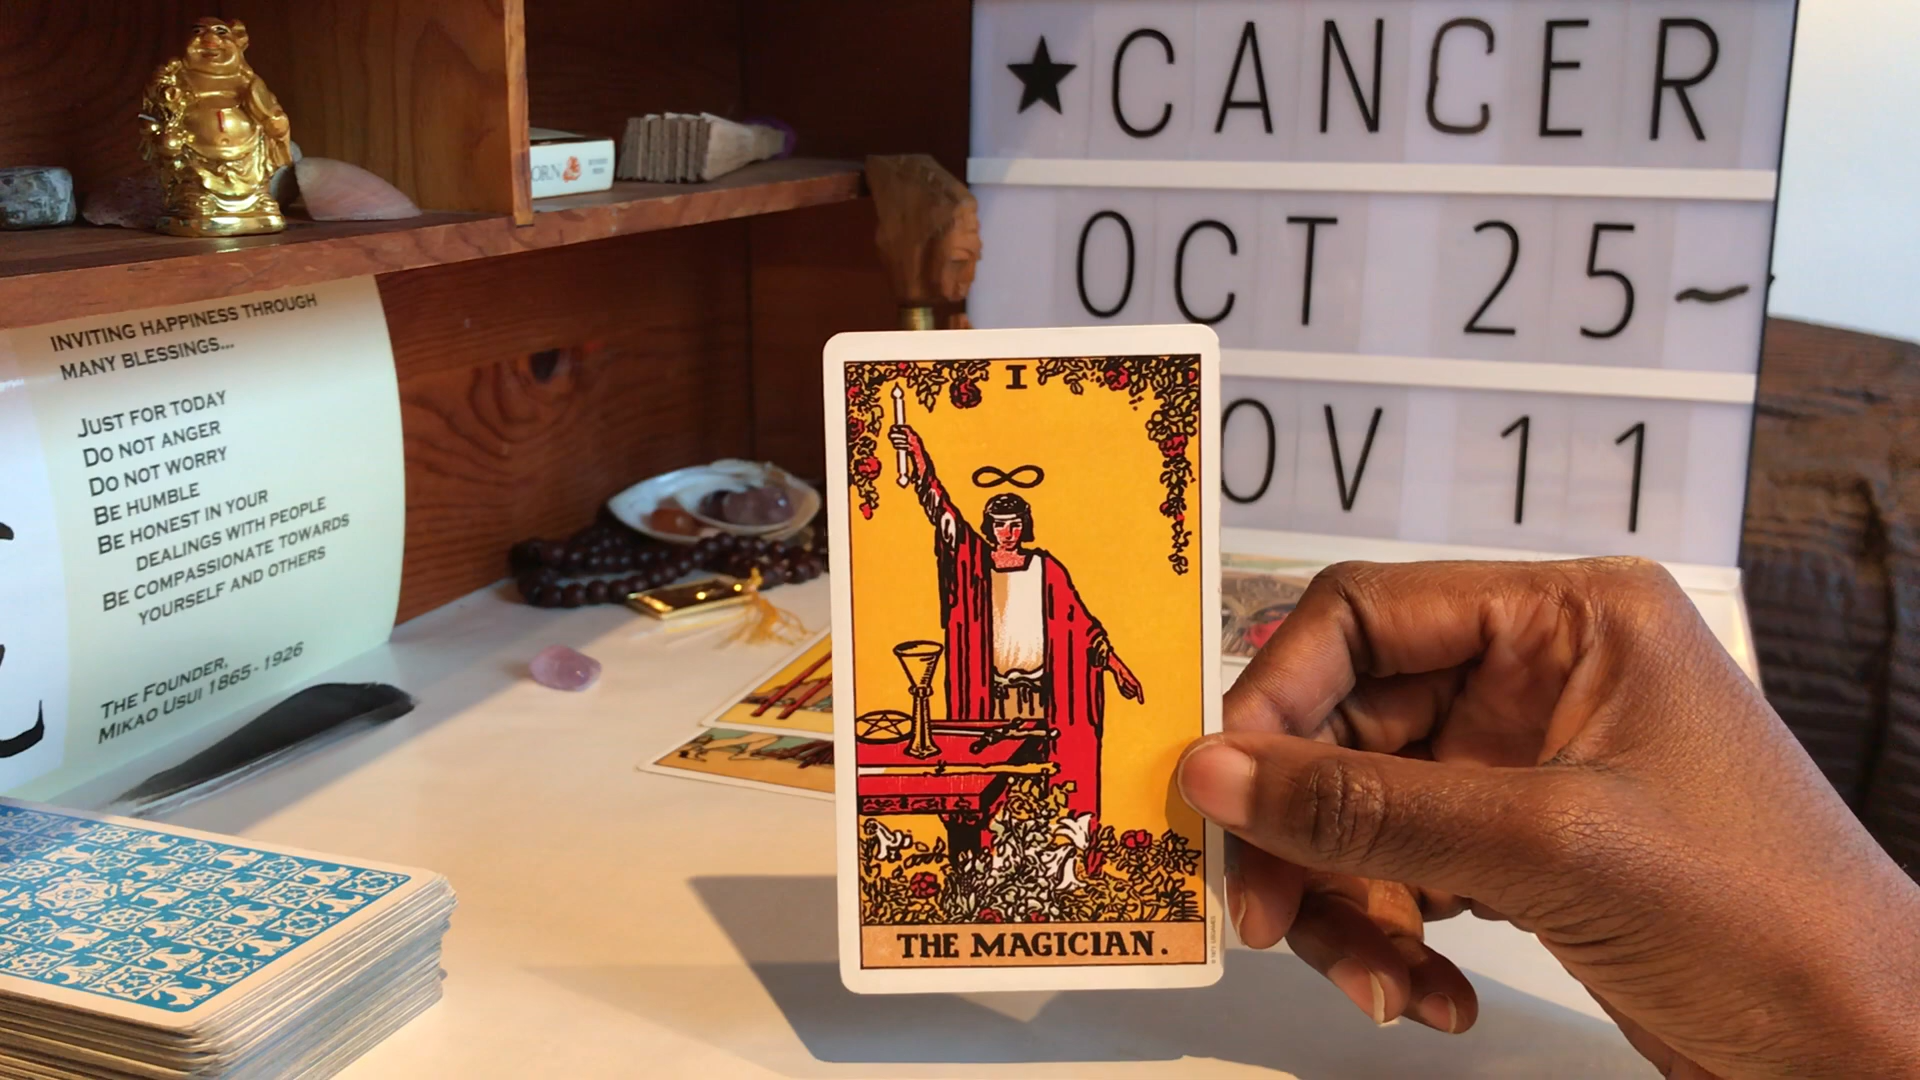 INVITING HAPPINESS THROUGH
MANY BLESSINGS...
JUST FOR TODAY
DO NOT ANGER
DO NOT WORRY
BE HUMBLE
BE HONEST IN YOUR
DEALINGS WITH PEOPLE
BE COMPASSIONATE TOWARDS
YOURSELF AND OTHERS
THE FOUNDER,
MIKAO USUI 1865-1926
ORN
★ CANCER
OCT 25~
OV 11
I
THE MAGICIAN.